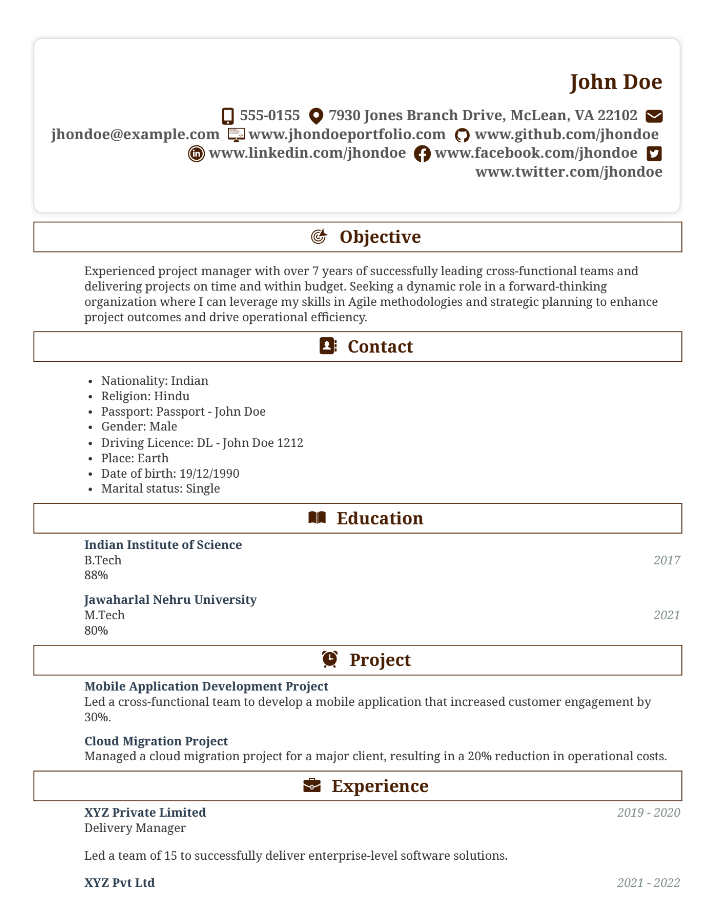 John Doe
555-0155 7930 Jones Branch Drive, McLean, VA 22102
jhondoe@example.com www.jhondoeportfolio.com www.github.com/jhondoe
www.linkedin.com/jhondoe www.facebook.com/jhondoe
www.twitter.com/jhondoe
Objective
Experienced project manager with over 7 years of successfully leading cross-functional teams and
delivering projects on time and within budget. Seeking a dynamic role in a forward-thinking
organization where I can leverage my skills in Agile methodologies and strategic planning to enhance
project outcomes and drive operational efficiency.
Contact
• Nationality: Indian
• Religion: Hindu
• Passport: Passport - John Doe
• Gender: Male
• Driving Licence: DL - John Doe 1212
• Place: Earth
• Date of birth: 19/12/1990
• Marital status: Single
Education
Indian Institute of Science
B.Tech 2017
88%
Jawaharlal Nehru University
M.Tech 2021
80%
Project
Mobile Application Development Project
Led a cross-functional team to develop a mobile application that increased customer engagement by
30%.
Cloud Migration Project
Managed a cloud migration project for a major client, resulting in a 20% reduction in operational costs.
Experience
XYZ Private Limited 2019 - 2020
Delivery Manager
Led a team of 15 to successfully deliver enterprise-level software solutions.
XYZ Pvt Ltd 2021 - 2022